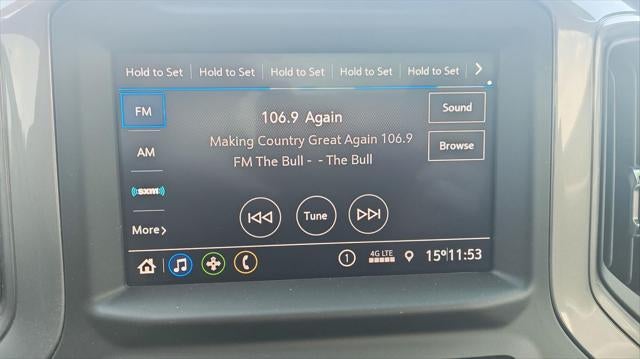 Hold to Set Hold to Set Hold to Set Hold to Set Hold to Set
FM
106.9 Again
Sound
Making Country Great Again 106.9
FM The Bull - - The Bull
Browse
AM
sxm
Tune
More
1
4G LTE
15° 11:53